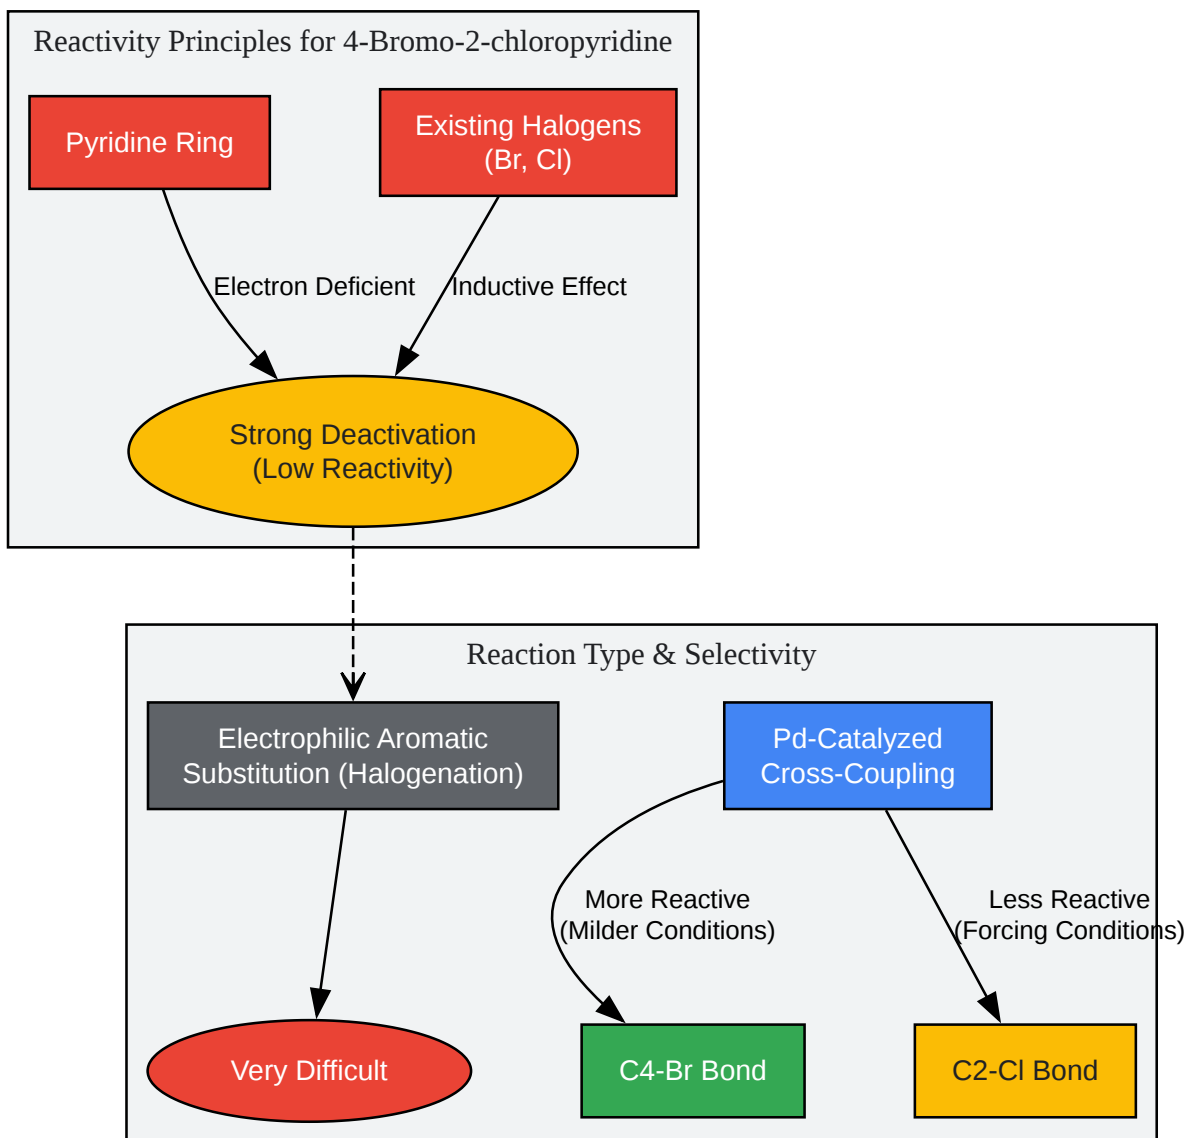 Reactivity Principles for 4-Bromo-2-chloropyridine
Pyridine Ring
Existing Halogens
(Br, Cl)
Electron Deficient
Inductive Effect
Strong Deactivation
(Low Reactivity)
Reaction Type & Selectivity
Electrophilic Aromatic
Substitution (Halogenation)
Pd-Catalyzed
Cross-Coupling
More Reactive
(Milder Conditions)
Less Reactive
(Forcing Conditions)
Very Difficult
C4-Br Bond
C2-Cl Bond